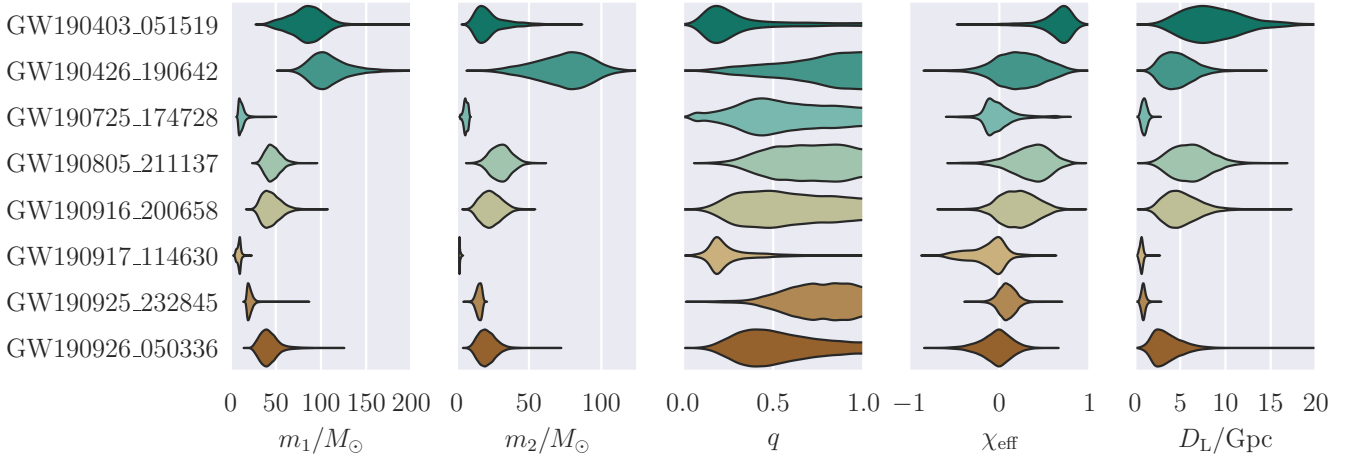 GW190403_051519
GW190426_190642
GW190725_174728
GW190805_211137
GW190916_200658
GW190917_114630
GW190925_232845
GW190926_050336
0 50 100 150 200 0 50 100 0.0 0.5 1.0 −1 0 1 0 5 10 15 20
m₁/M⊙ m₂/M⊙ q χeff D_L/Gpc